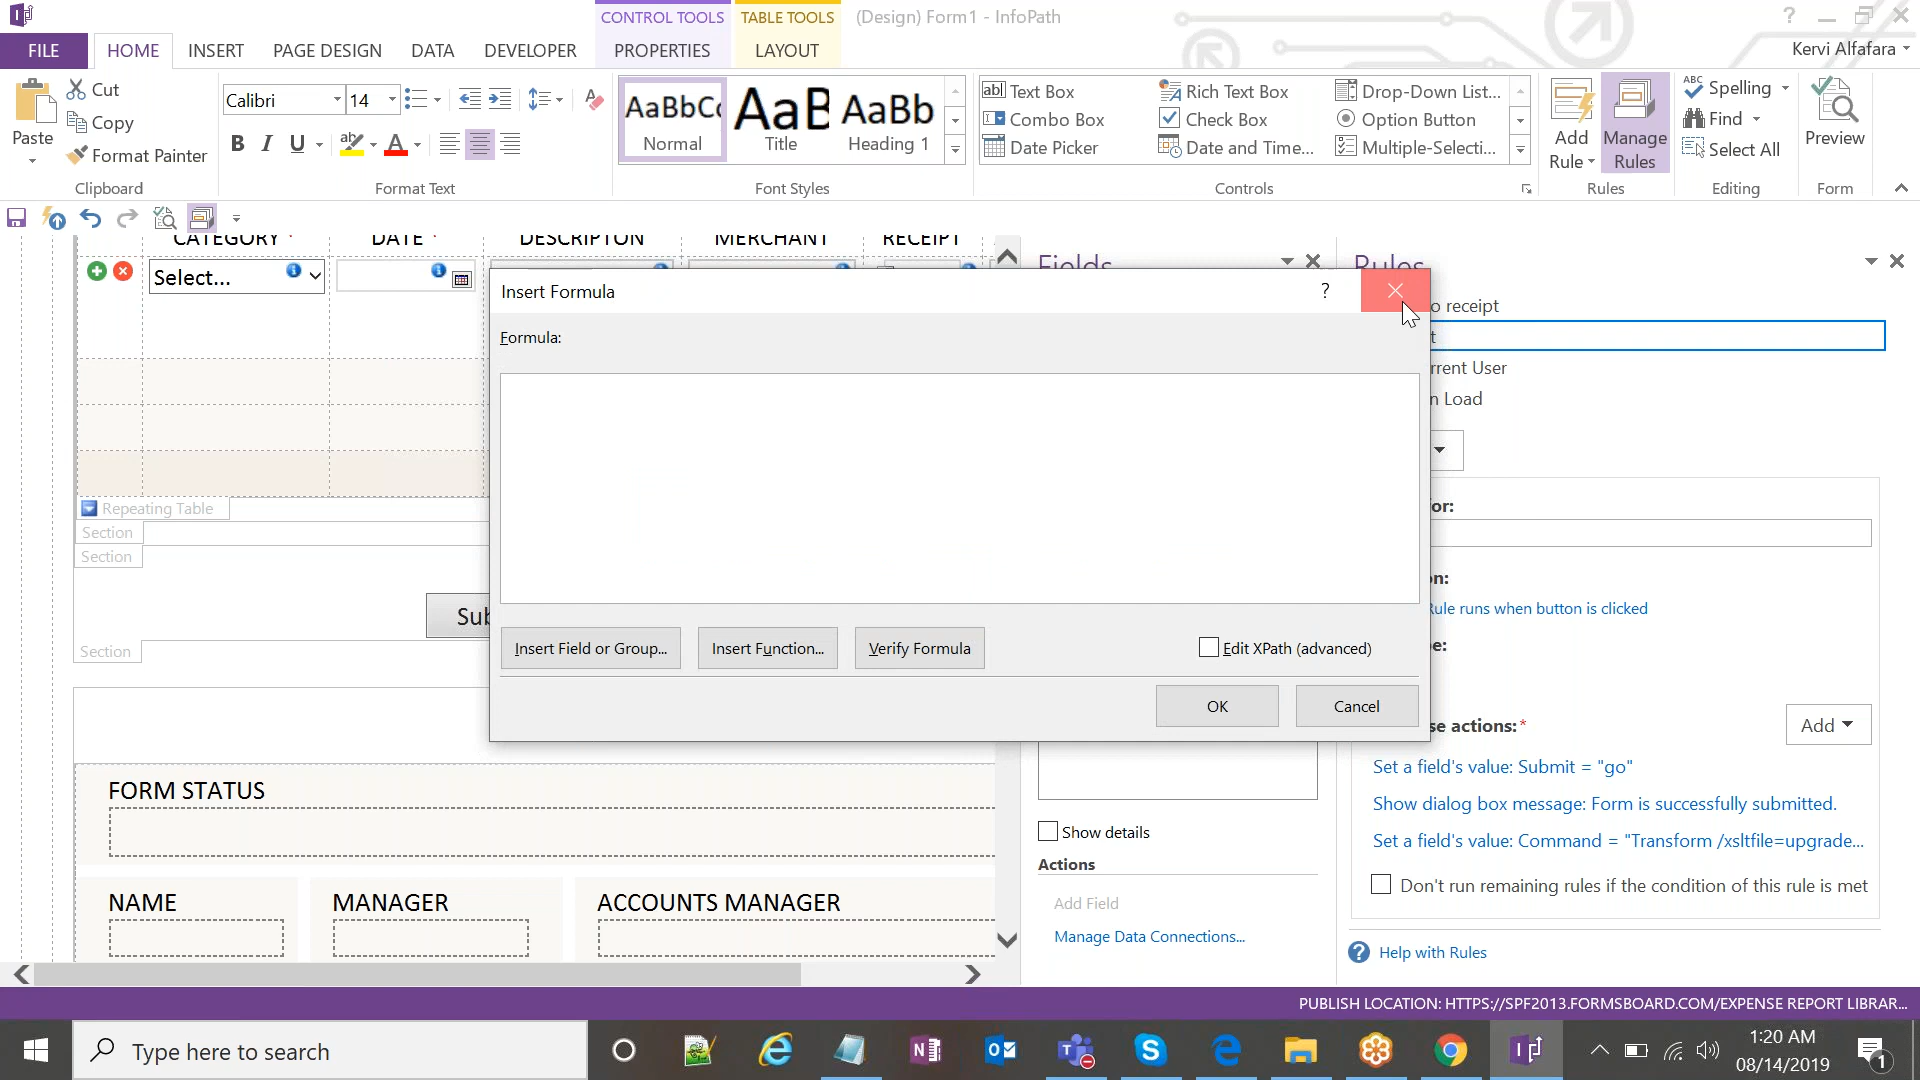 CONTROL TOOLS
TABLE TOOLS
(Design) Form1 - InfoPath
?
FILE
HOME
INSERT
PAGE DESIGN
DATA
DEVELOPER
PROPERTIES
LAYOUT
Kervi Alfafara
Paste
Cut
Copy
Format Painter
Clipboard
Calibri
14
B I U
A
Format Text
AaBbCc
Normal
AaB
Title
AaBb
Heading 1
Font Styles
Text Box
Combo Box
Date Picker
Rich Text Box
Check Box
Date and Time...
Drop-Down List...
Option Button
Multiple-Selecti...
Controls
Add
Rule
Manage
Rules
Rules
Spelling
Find
Select All
Editing
Preview
Form
CATEGORY *
DATE *
DESCRIPTON
MERCHANT
RECEIPT
Select...
Repeating Table
Section
Section
Sub
Section
FORM STATUS
NAME
MANAGER
ACCOUNTS MANAGER
Insert Formula
?
Formula:
Insert Field or Group...
Insert Function...
Verify Formula
Edit XPath (advanced)
OK
Cancel
Fields
Show details
Actions
Add Field
Manage Data Connections...
Rules
o receipt
t
rrent User
n Load
or:
on:
Rule runs when button is clicked
e:
se actions:*
Add
Set a field's value: Submit = "go"
Show dialog box message: Form is successfully submitted.
Set a field's value: Command = "Transform /xsltfile=upgrade...
Don't run remaining rules if the condition of this rule is met
Help with Rules
PUBLISH LOCATION: HTTPS://SPF2013.FORMSBOARD.COM/EXPENSE REPORT LIBRAR...
Type here to search
1:20 AM
08/14/2019
1